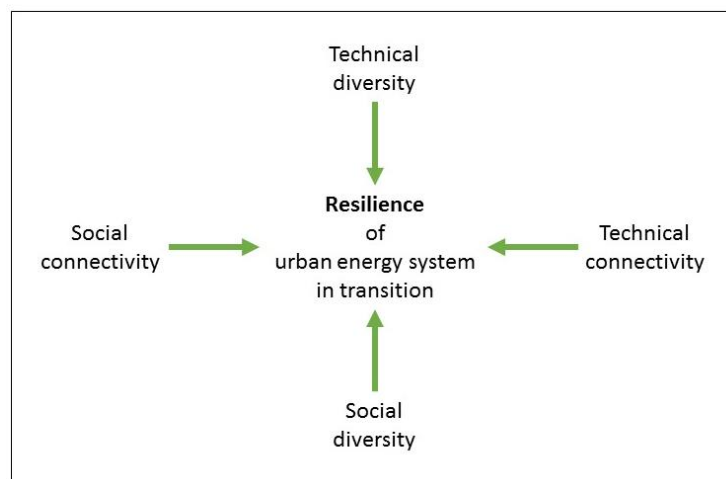 Technical
diversity
Social
connectivity
Resilience
of
urban energy system
in transition
Technical
connectivity
Social
diversity